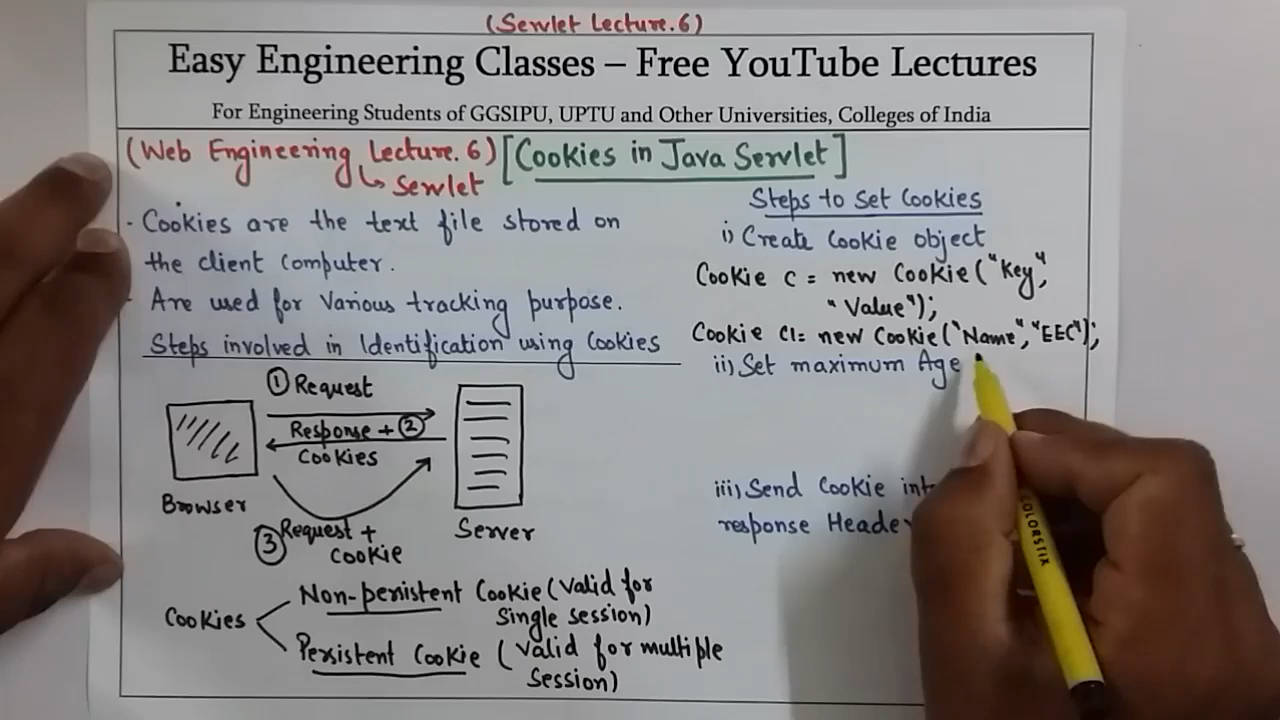 (Servlet Lecture.6)
Easy Engineering Classes – Free YouTube Lectures
For Engineering Students of GGSIPU, UPTU and Other Universities, Colleges of India
(Web Engineering Lecture.6) [Cookies in Java Servlet]
↳ Servlet
· Cookies are the text file stored on
the client computer.
· Are used for various tracking purpose.
Steps involved in Identification using Cookies
① Request
Response + ②
Cookies
Browser
Server
③ Request +
Cookie
Cookies
Non-persistent Cookie (Valid for
Single session)
Persistent Cookie (Valid for multiple
Session)
Steps to Set Cookies
i) Create Cookie object
Cookie c = new Cookie("Key",
"Value");
Cookie c1= new Cookie("Name","EEC");
ii) Set maximum Age
iii) Send Cookie int
response Header
COLORSTIX